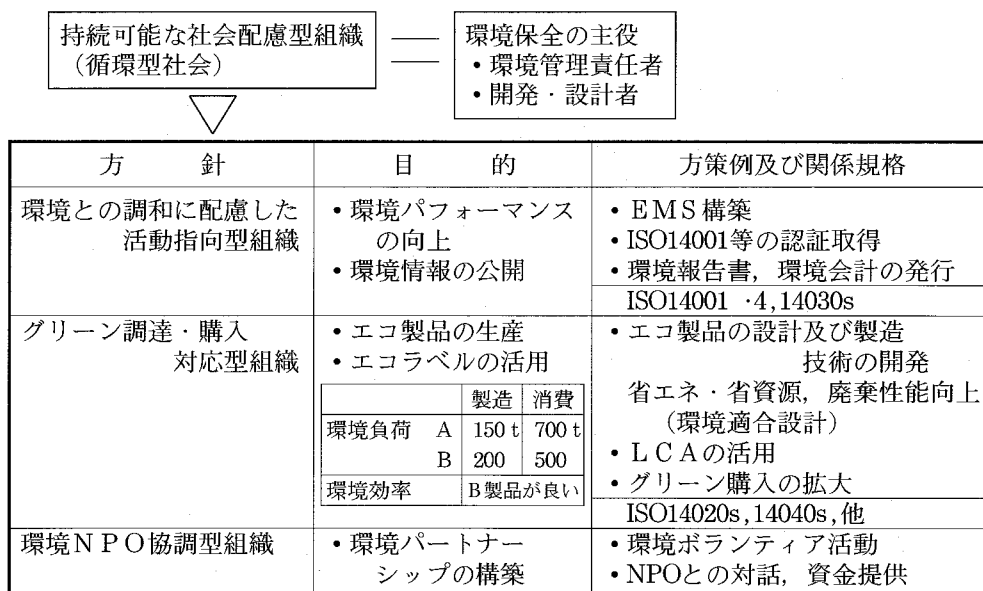 持続可能な社会配慮型組織
(循環型社会)
環境保全の主役
・環境管理責任者
・開発・設計者
方 針
目 的
方策例及び関係規格
環境との調和に配慮した
活動指向型組織
・環境パフォーマンス
の向上
・環境情報の公開
・EMS構築
・ISO14001等の認証取得
・環境報告書,環境会計の発行
ISO14001 ・4,14030s
グリーン調達・購入
対応型組織
・エコ製品の生産
・エコラベルの活用
製造 消費
環境負荷 A 150t 700t
B 200 500
環境効率 B製品が良い
・エコ製品の設計及び製造
技術の開発
省エネ・省資源,廃棄性能向上
(環境適合設計)
・LCAの活用
・グリーン購入の拡大
ISO14020s,14040s,他
環境NPO協調型組織
・環境パートナー
シップの構築
・環境ボランティア活動
・NPOとの対話,資金提供